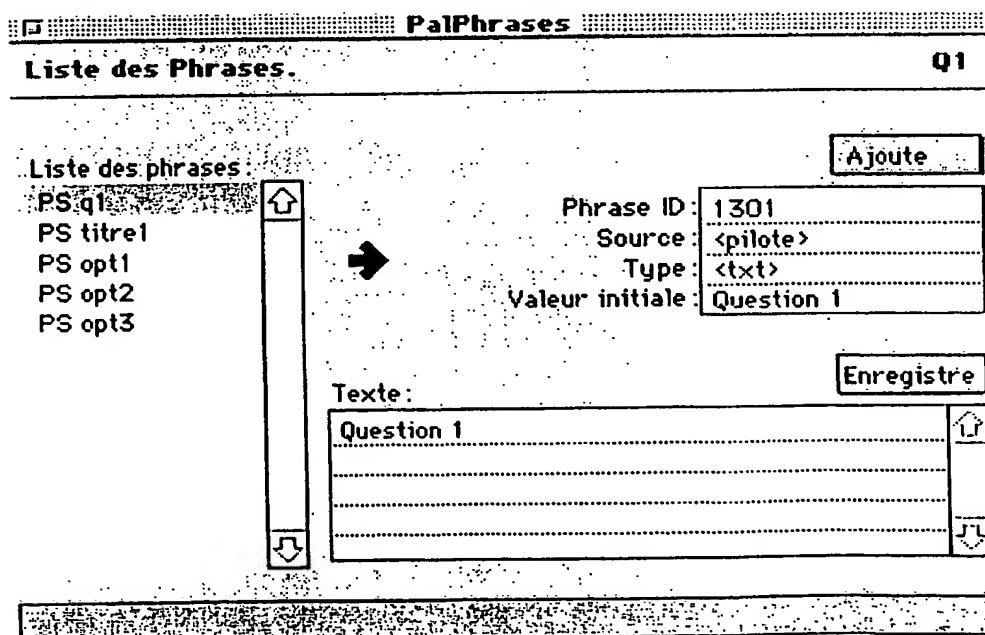 PalPhrases
Liste des Phrases. Q1
Ajoute
Liste des phrases :
PS q1
PS titre1
PS opt1
PS opt2
PS opt3
Phrase ID : 1301
Source : <pilote>
Type : <txt>
Valeur initiale : Question 1
Enregistre
Texte :
Question 1